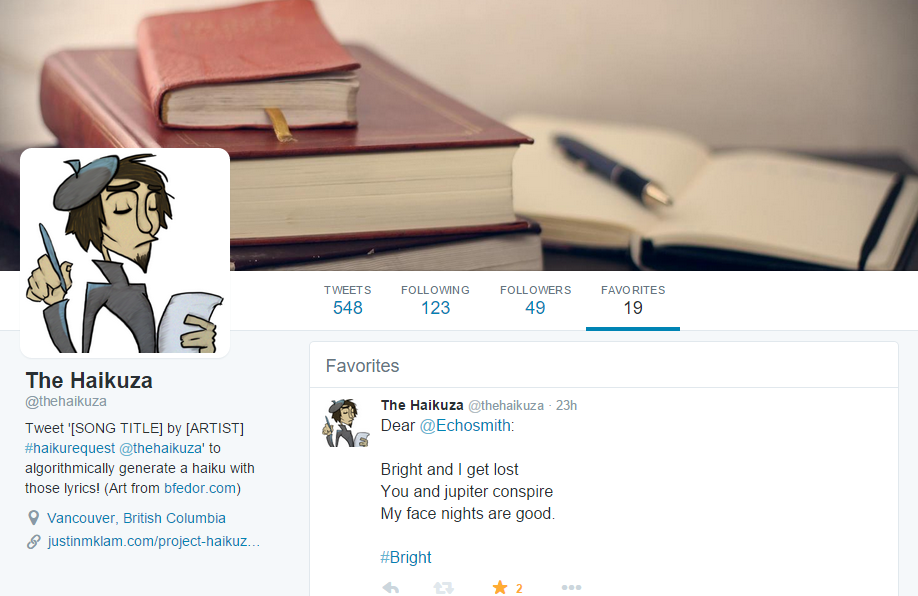 TWEETS FOLLOWING FOLLOWERS FAVORITES
548 123 49 19
The Haikuza
@thehaikuza
Tweet '[SONG TITLE] by [ARTIST]
#haikurequest @thehaikuza' to
algorithmically generate a haiku with
those lyrics! (Art from bfedor.com)
Vancouver, British Columbia
justinmklam.com/project-haikuz...
Favorites
The Haikuza @thehaikuza · 23h
Dear @Echosmith:
Bright and I get lost
You and jupiter conspire
My face nights are good.
#Bright
2